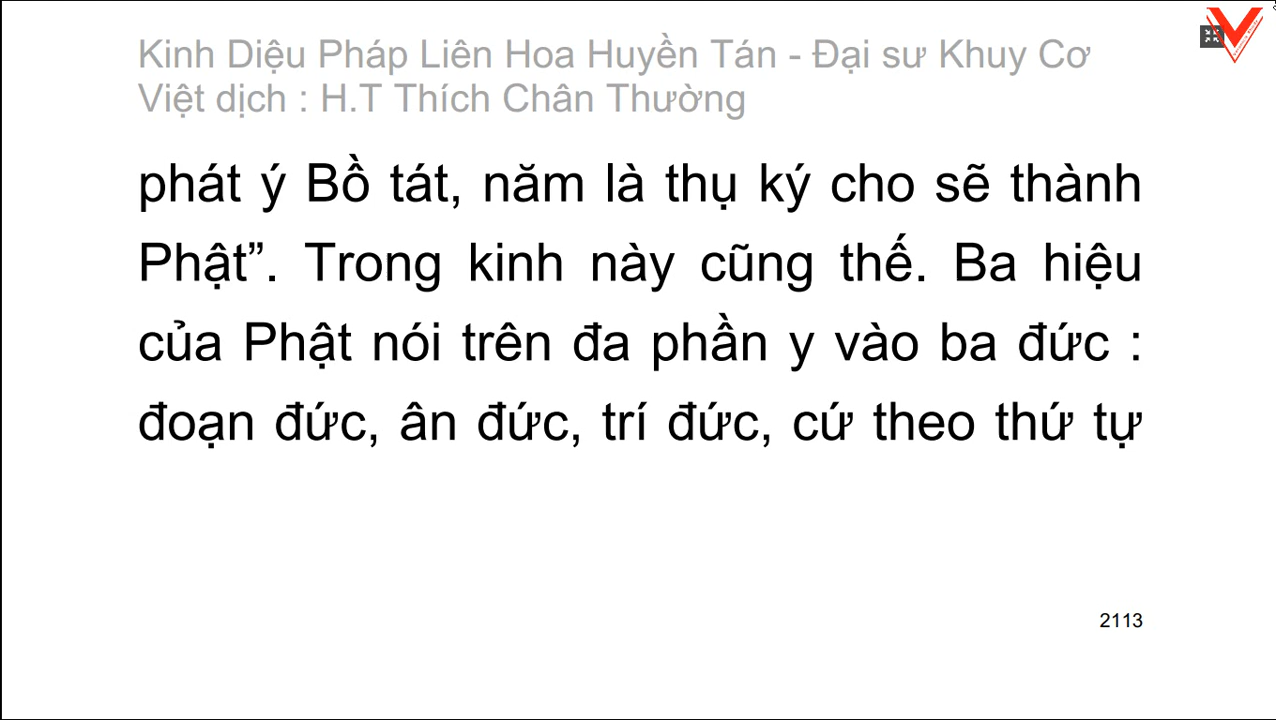 Kinh Diệu Pháp Liên Hoa Huyền Tán - Đại sư Khuy Cơ
Việt dịch : H.T Thích Chân Thường
phát ý Bồ tát, năm là thụ ký cho sẽ thành
Phật”. Trong kinh này cũng thế. Ba hiệu
của Phật nói trên đa phần y vào ba đức :
đoạn đức, ân đức, trí đức, cứ theo thứ tự
2113